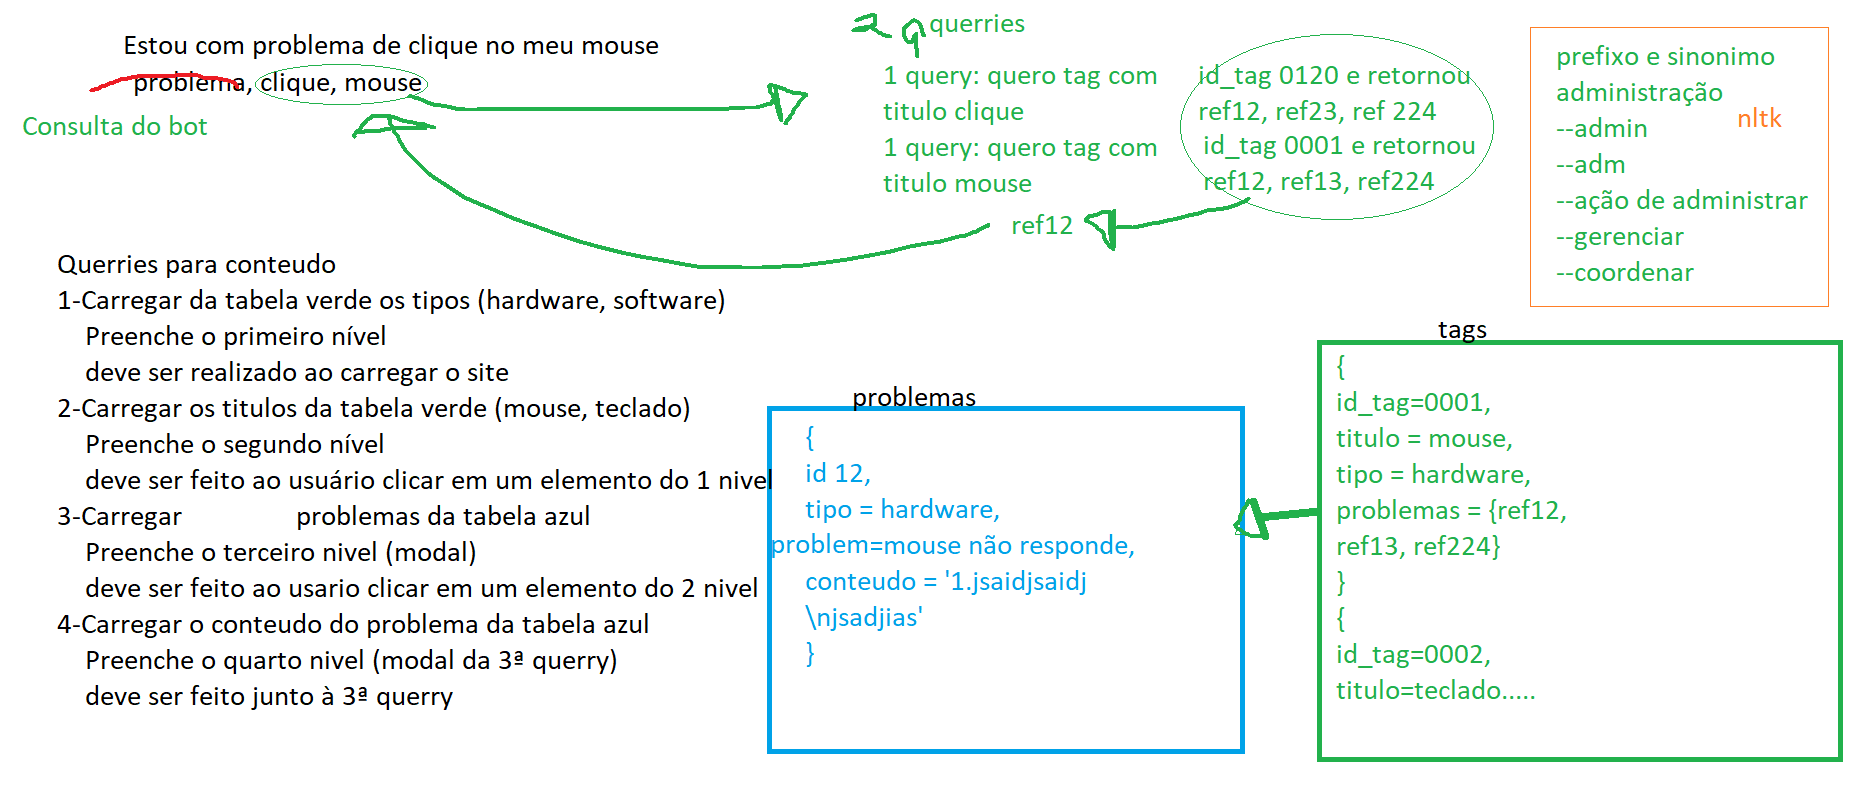 Estou com problema de clique no meu mouse
problema, clique, mouse
Consulta do bot
2 q querries
1 query: quero tag com
titulo clique
1 query: quero tag com
titulo mouse
id_tag 0120 e retornou
ref12, ref23, ref 224
id_tag 0001 e retornou
ref12, ref13, ref224
ref12
prefixo e sinonimo
administração
nltk
--admin
--adm
--ação de administrar
--gerenciar
--coordenar
Querries para conteudo
1-Carregar da tabela verde os tipos (hardware, software)
Preenche o primeiro nível
deve ser realizado ao carregar o site
2-Carregar os titulos da tabela verde (mouse, teclado)
Preenche o segundo nível
deve ser feito ao usuário clicar em um elemento do 1 nivel
3-Carregar problemas da tabela azul
Preenche o terceiro nivel (modal)
deve ser feito ao usario clicar em um elemento do 2 nivel
4-Carregar o conteudo do problema da tabela azul
Preenche o quarto nivel (modal da 3ª querry)
deve ser feito junto à 3ª querry
problemas
{
id 12,
tipo = hardware,
problem=mouse não responde,
conteudo = '1.jsaidjsaidj
\njsadjias'
}
tags
{
id_tag=0001,
titulo = mouse,
tipo = hardware,
problemas = {ref12,
ref13, ref224}
}
{
id_tag=0002,
titulo=teclado.....